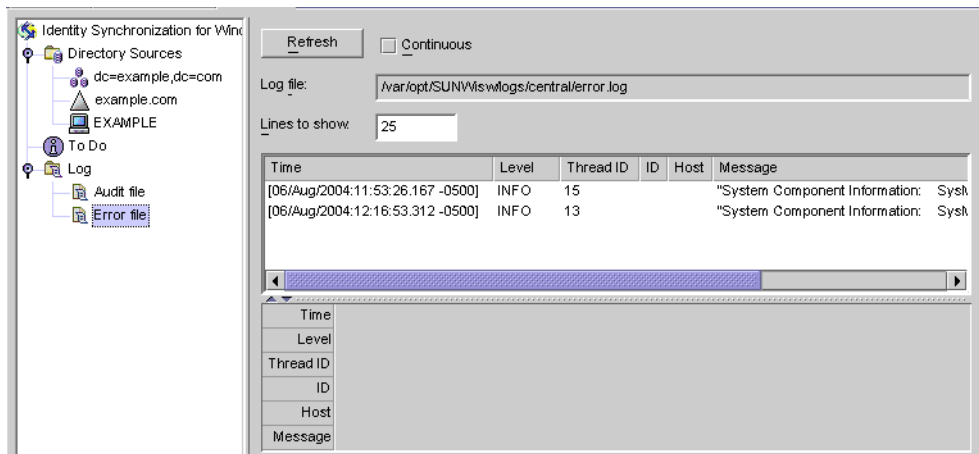 Identity Synchronization for Wind
Directory Sources
dc=example,dc=com
example.com
EXAMPLE
To Do
Log
Audit file
Error file
Refresh
Continuous
Log file:
/var/opt/SUNWisw/logs/central/error.log
Lines to show:
25
Time Level Thread ID ID Host Message
[06/Aug/2004:11:53:26.167 -0500] INFO 15 "System Component Information: SysM
[06/Aug/2004:12:16:53.312 -0500] INFO 13 "System Component Information: SysM
Time
Level
Thread ID
ID
Host
Message